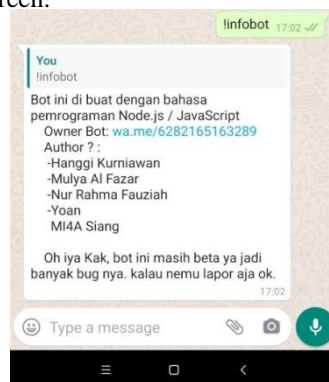 !infobot 17:02
You
!infobot
Bot ini di buat dengan bahasa
pemrograman Node.js / JavaScript
Owner Bot: wa.me/6282165163289
Author ? :
-Hanggi Kurniawan
-Mulya Al Fazar
-Nur Rahma Fauziah
-Yoan
MI4A Siang
Oh iya Kak, bot ini masih beta ya jadi
banyak bug nya. kalau nemu lapor aja ok.
17:02
Type a message